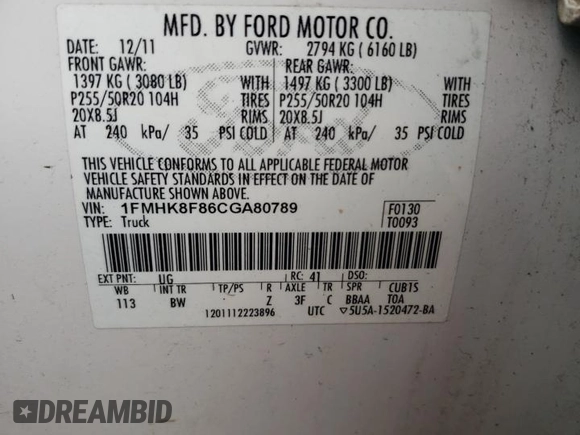 MFD. BY FORD MOTOR CO.
DATE: 12/11 GVWR: 2794 KG ( 6160 LB)
FRONT GAWR: REAR GAWR:
1397 KG ( 3080 LB) WITH 1497 KG ( 3300 LB) WITH
P255/50R20 104H TIRES P255/50R20 104H TIRES
20X8.5J RIMS 20X8.5J RIMS
AT 240 kPa/ 35 PSI COLD AT 240 kPa/ 35 PSI COLD
THIS VEHICLE CONFORMS TO ALL APPLICABLE FEDERAL MOTOR
VEHICLE SAFETY STANDARDS IN EFFECT ON THE DATE OF
MANUFACTURE SHOWN ABOVE.
VIN: 1FMHK8F86CGA80789 F0130
TYPE: Truck T0093
EXT PNT: UG RC: 41 DSO:
WB INT TR TP/PS R AXLE TR SPR CUB1S
113 BW Z 3F C BBAA TOA
1201112223896 UTC ▽5U5A-1520472-BA
DREAMBID